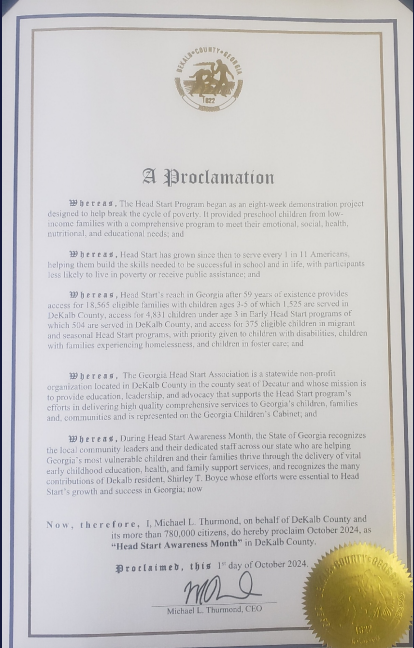 DEKALB • COUNTY • GEORGIA
1822
A Proclamation
Whereas, The Head Start Program began as an eight-week demonstration project
designed to help break the cycle of poverty. It provided preschool children from low-
income families with a comprehensive program to meet their emotional, social, health,
nutritional, and educational needs; and
Whereas, Head Start has grown since then to serve every 1 in 11 Americans,
helping them build the skills needed to be successful in school and in life, with participants
less likely to live in poverty or receive public assistance; and
Whereas, Head Start's reach in Georgia after 59 years of existence provides
access for 18,565 eligible families with children ages 3-5 of which 1,525 are served in
DeKalb County, access for 4,831 children under age 3 in Early Head Start programs of
which 504 are served in DeKalb County, and access for 375 eligible children in migrant
and seasonal Head Start programs, with priority given to children with disabilities, children
with families experiencing homelessness, and children in foster care; and
Whereas, The Georgia Head Start Association is a statewide non-profit
organization located in DeKalb County in the county seat of Decatur and whose mission is
to provide education, leadership, and advocacy that supports the Head Start program's
efforts in delivering high quality comprehensive services to Georgia's children, families
and, communities and is represented on the Georgia Children's Cabinet; and
Whereas, During Head Start Awareness Month, the State of Georgia recognizes
the local community leaders and their dedicated staff across our state who are helping
Georgia's most vulnerable children and their families thrive through the delivery of vital
early childhood education, health, and family support services, and recognizes the many
contributions of Dekalb resident, Shirley T. Boyce whose efforts were essential to Head
Start's growth and success in Georgia; now
Now, therefore, I, Michael L. Thurmond, on behalf of DeKalb County and
its more than 780,000 citizens, do hereby proclaim October 2024, as
"Head Start Awareness Month" in DeKalb County.
Proclaimed, this 1st day of October 2024.
Michael L. Thurmond, CEO
COUNTY
1822